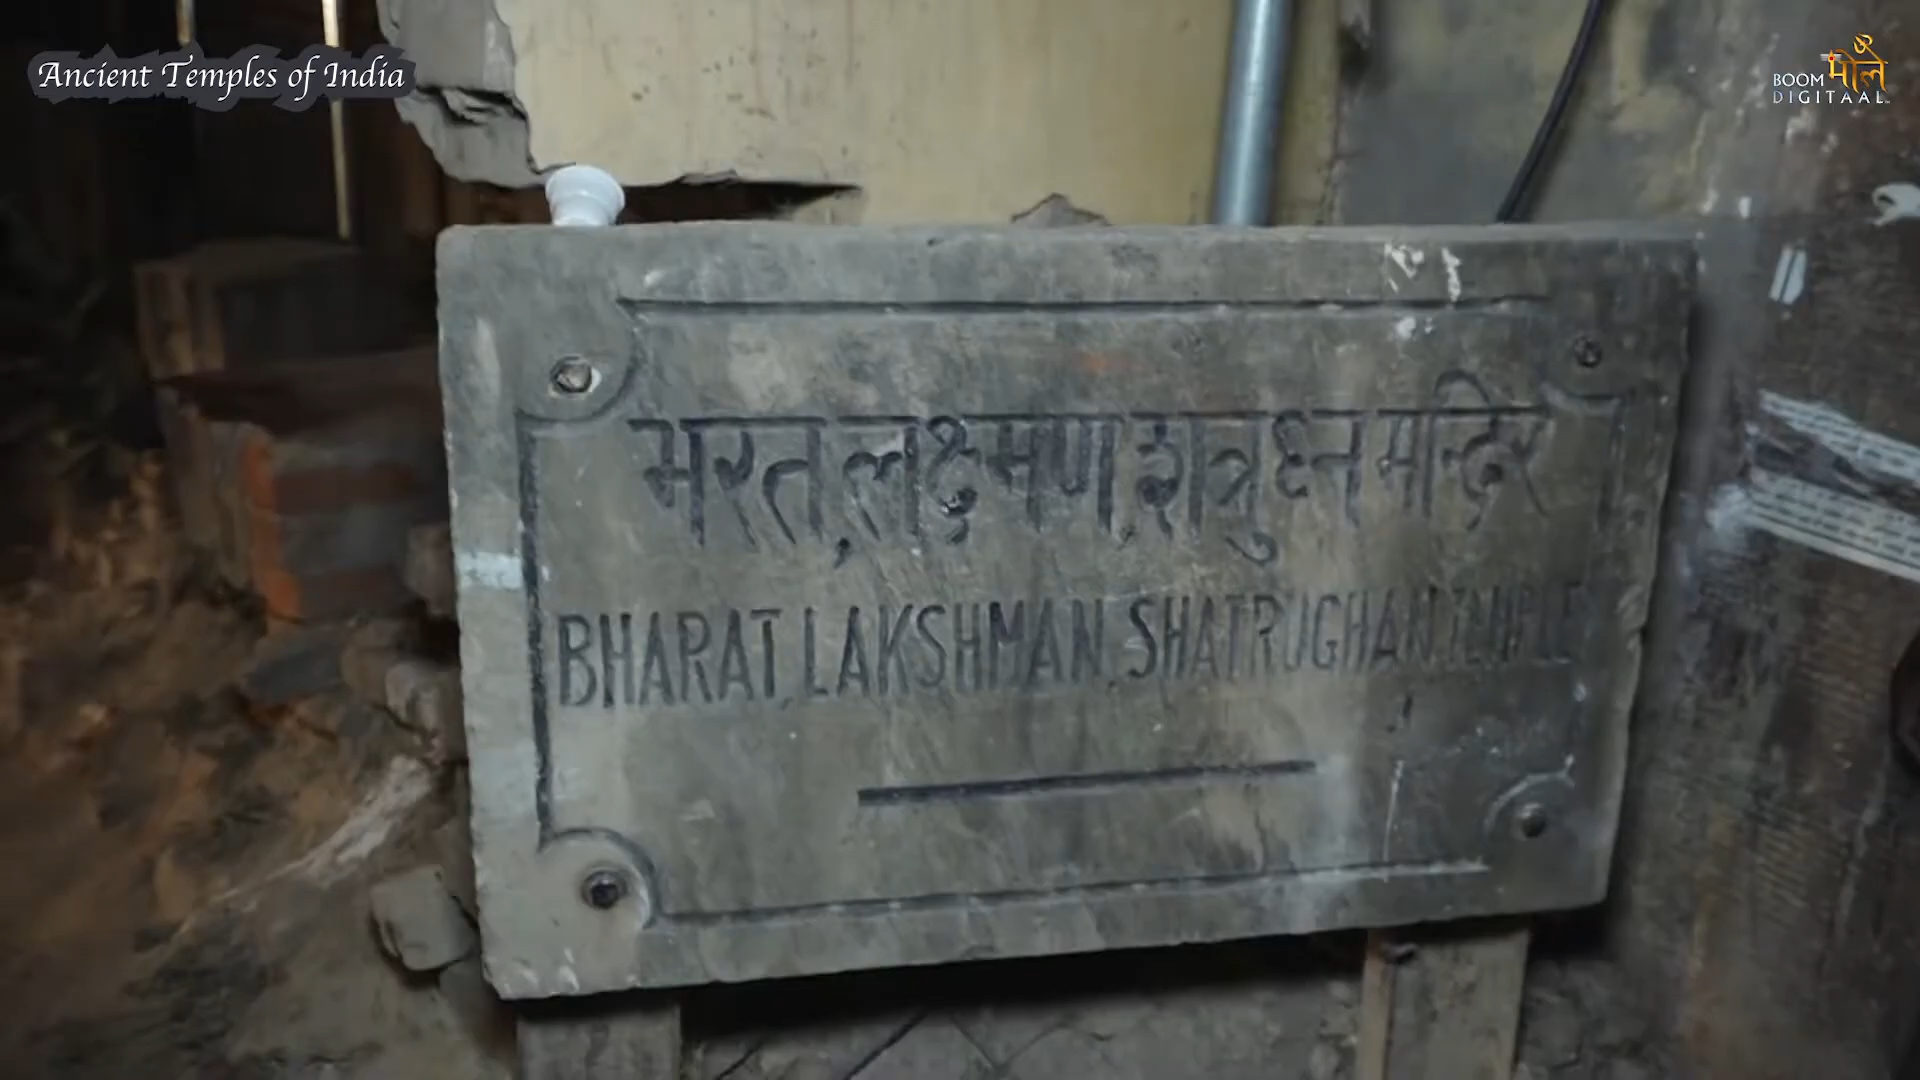 Ancient Temples of India
BOOM भोले
DIGITAAL
भरत, लक्ष्मण, शत्रुघ्न मन्दिर
BHARAT, LAKSHMAN, SHATRUGHAN TEMPLE